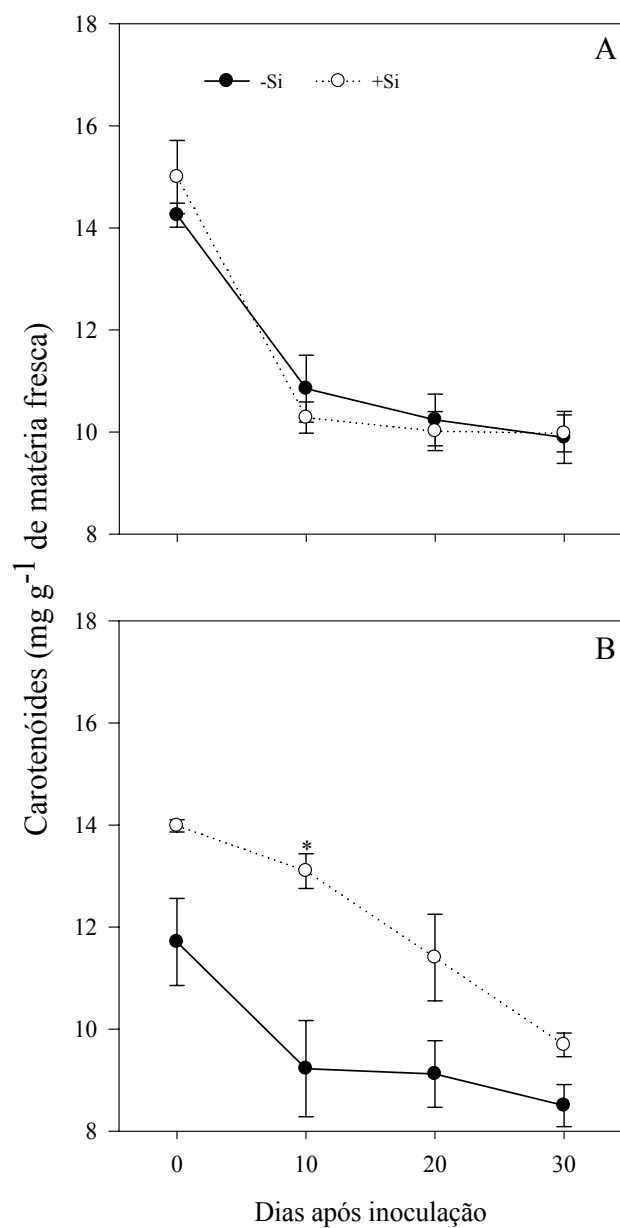 18
A
-Si
+Si
16
14
12
10
8
Carotenóides (mg g-1 de matéria fresca)
18
B
16
14
*
12
10
8
0 10 20 30
Dias após inoculação